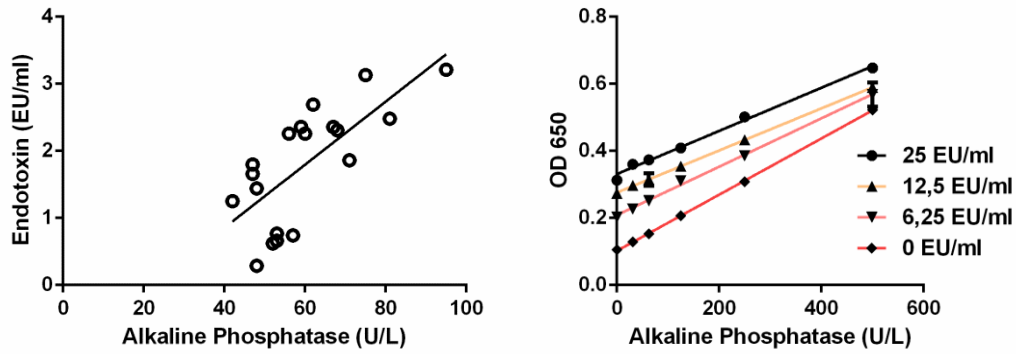 4
3
2
1
0
Endotoxin (EU/ml)
0 20 40 60 80 100
Alkaline Phosphatase (U/L)
0.8
0.6
0.4
0.2
0.0
OD 650
0 200 400 600
Alkaline Phosphatase (U/L)
25 EU/ml
12,5 EU/ml
6,25 EU/ml
0 EU/ml